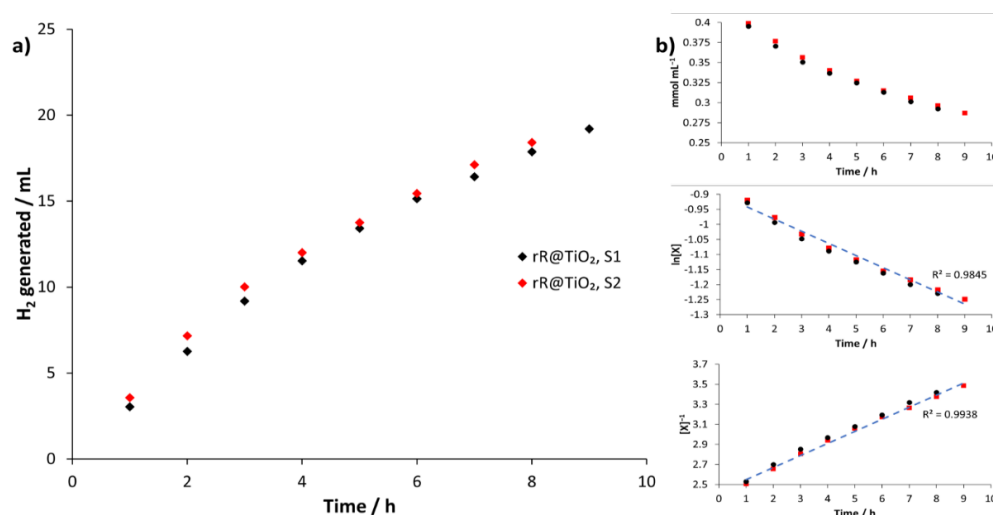 a)
H₂ generated / mL
25
20
15
10
5
0
0 2 4 6 8 10
Time / h
rR@TiO₂, S1
rR@TiO₂, S2
b)
mmol mL⁻¹
0.4
0.375
0.35
0.325
0.3
0.275
0.25
0 1 2 3 4 5 6 7 8 9 10
Time / h
ln[X]
-0.9
-0.95
-1
-1.05
-1.1
-1.15
-1.2
-1.25
-1.3
R² = 0.9845
0 1 2 3 4 5 6 7 8 9 10
Time / h
[X]⁻¹
3.7
3.5
3.3
3.1
2.9
2.7
2.5
R² = 0.9938
0 1 2 3 4 5 6 7 8 9 10
Time / h